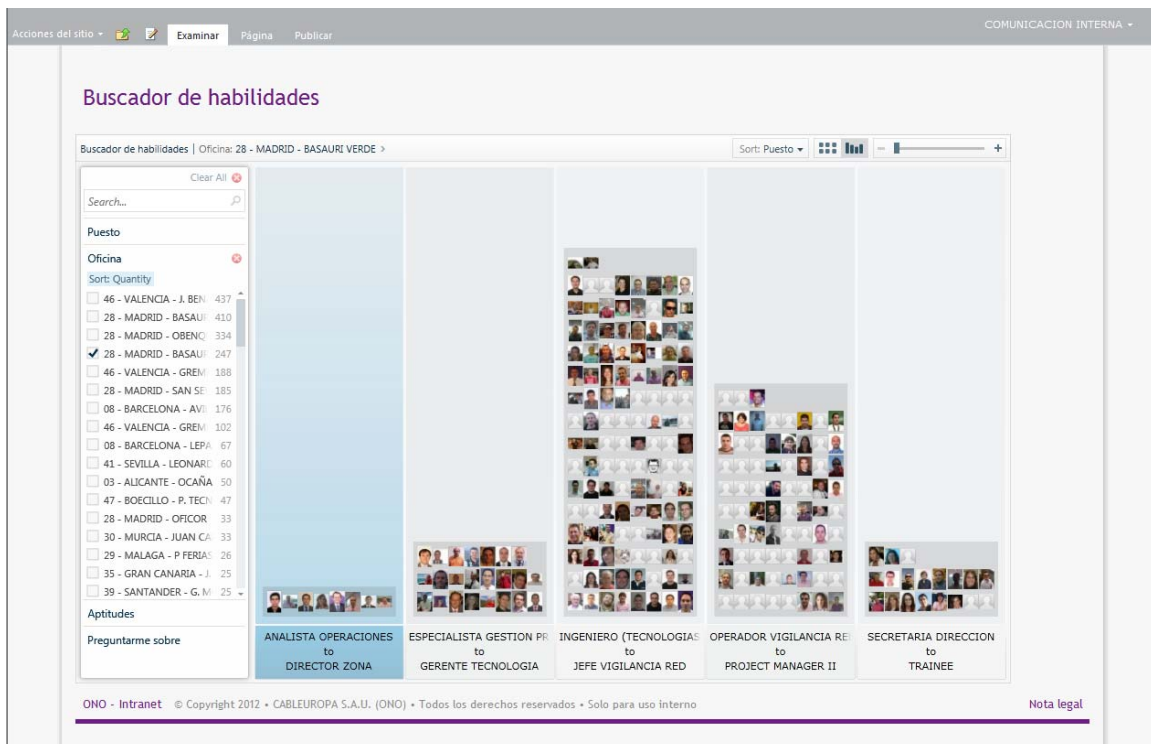 COMUNICACION INTERNA
Acciones del sitio
Examinar
Página
Publicar
Buscador de habilidades
Buscador de habilidades | Oficina: 28 - MADRID - BASAURI VERDE >
Sort: Puesto
- +
Clear All
Search...
Puesto
Oficina
Sort: Quantity
46 - VALENCIA - J. BEN 437
28 - MADRID - BASAU 410
28 - MADRID - OBENQ 334
28 - MADRID - BASAU 247
46 - VALENCIA - GREM 188
28 - MADRID - SAN SE 185
08 - BARCELONA - AVI 176
46 - VALENCIA - GREM 102
08 - BARCELONA - LEPA 67
41 - SEVILLA - LEONARD 60
03 - ALICANTE - OCAÑA 50
47 - BOECILLO - P. TECN 47
28 - MADRID - OFICOR 33
30 - MURCIA - JUAN CA 33
29 - MALAGA - P FERIAS 26
35 - GRAN CANARIA - J. 25
39 - SANTANDER - G. M 25
Aptitudes
Preguntarme sobre
ANALISTA OPERACIONES
to
DIRECTOR ZONA
ESPECIALISTA GESTION PR
to
GERENTE TECNOLOGIA
INGENIERO (TECNOLOGIAS
to
JEFE VIGILANCIA RED
OPERADOR VIGILANCIA RE
to
PROJECT MANAGER II
SECRETARIA DIRECCION
to
TRAINEE
ONO - Intranet © Copyright 2012 • CABLEUROPA S.A.U. (ONO) • Todos los derechos reservados • Solo para uso interno
Nota legal